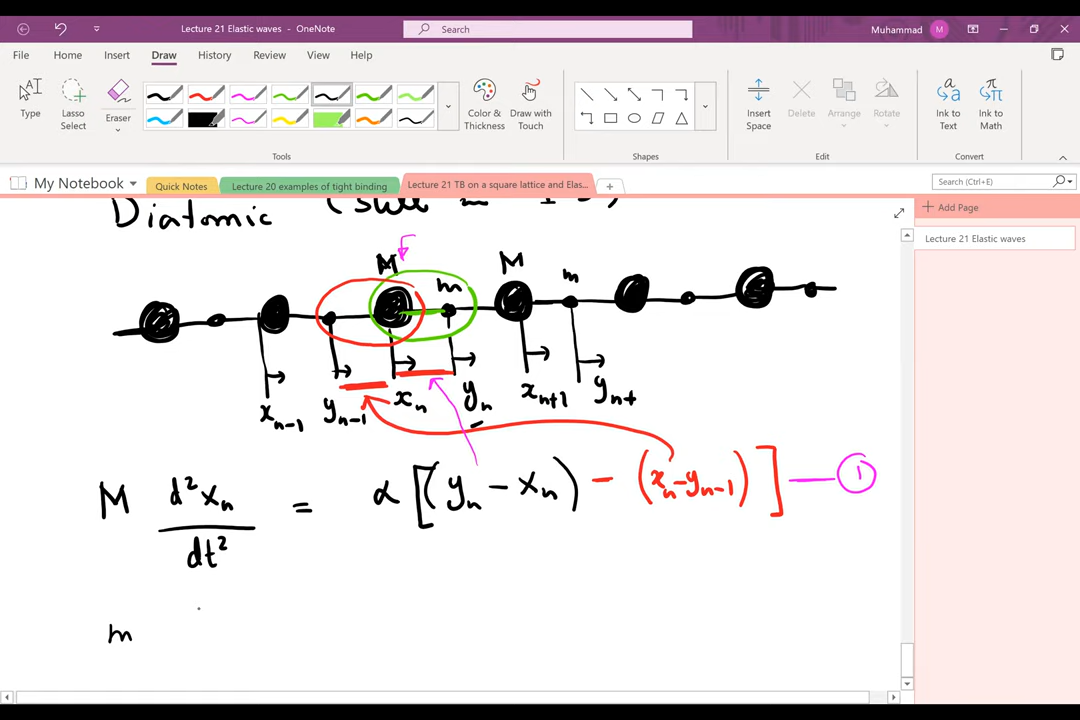 Lecture 21 Elastic waves - OneNote
Search
Muhammad M
File Home Insert Draw History Review View Help
Type
Lasso Select
Eraser
Color & Thickness
Draw with Touch
Insert Space
Delete
Arrange
Rotate
Ink to Text
Ink to Math
Tools
Shapes
Edit
Convert
My Notebook
Quick Notes
Lecture 20 examples of tight binding
Lecture 21 TB on a square lattice and Elas...
+
Search (Ctrl+E)
Add Page
Lecture 21 Elastic waves
Diatomic (still in 1D)
M m M m
x_{n-1} y_{n-1} x_n y_n x_{n+1} y_{n+
M d²x_n/dt² = α[(y_n − x_n) − (x_n − y_{n-1})] — ①
m